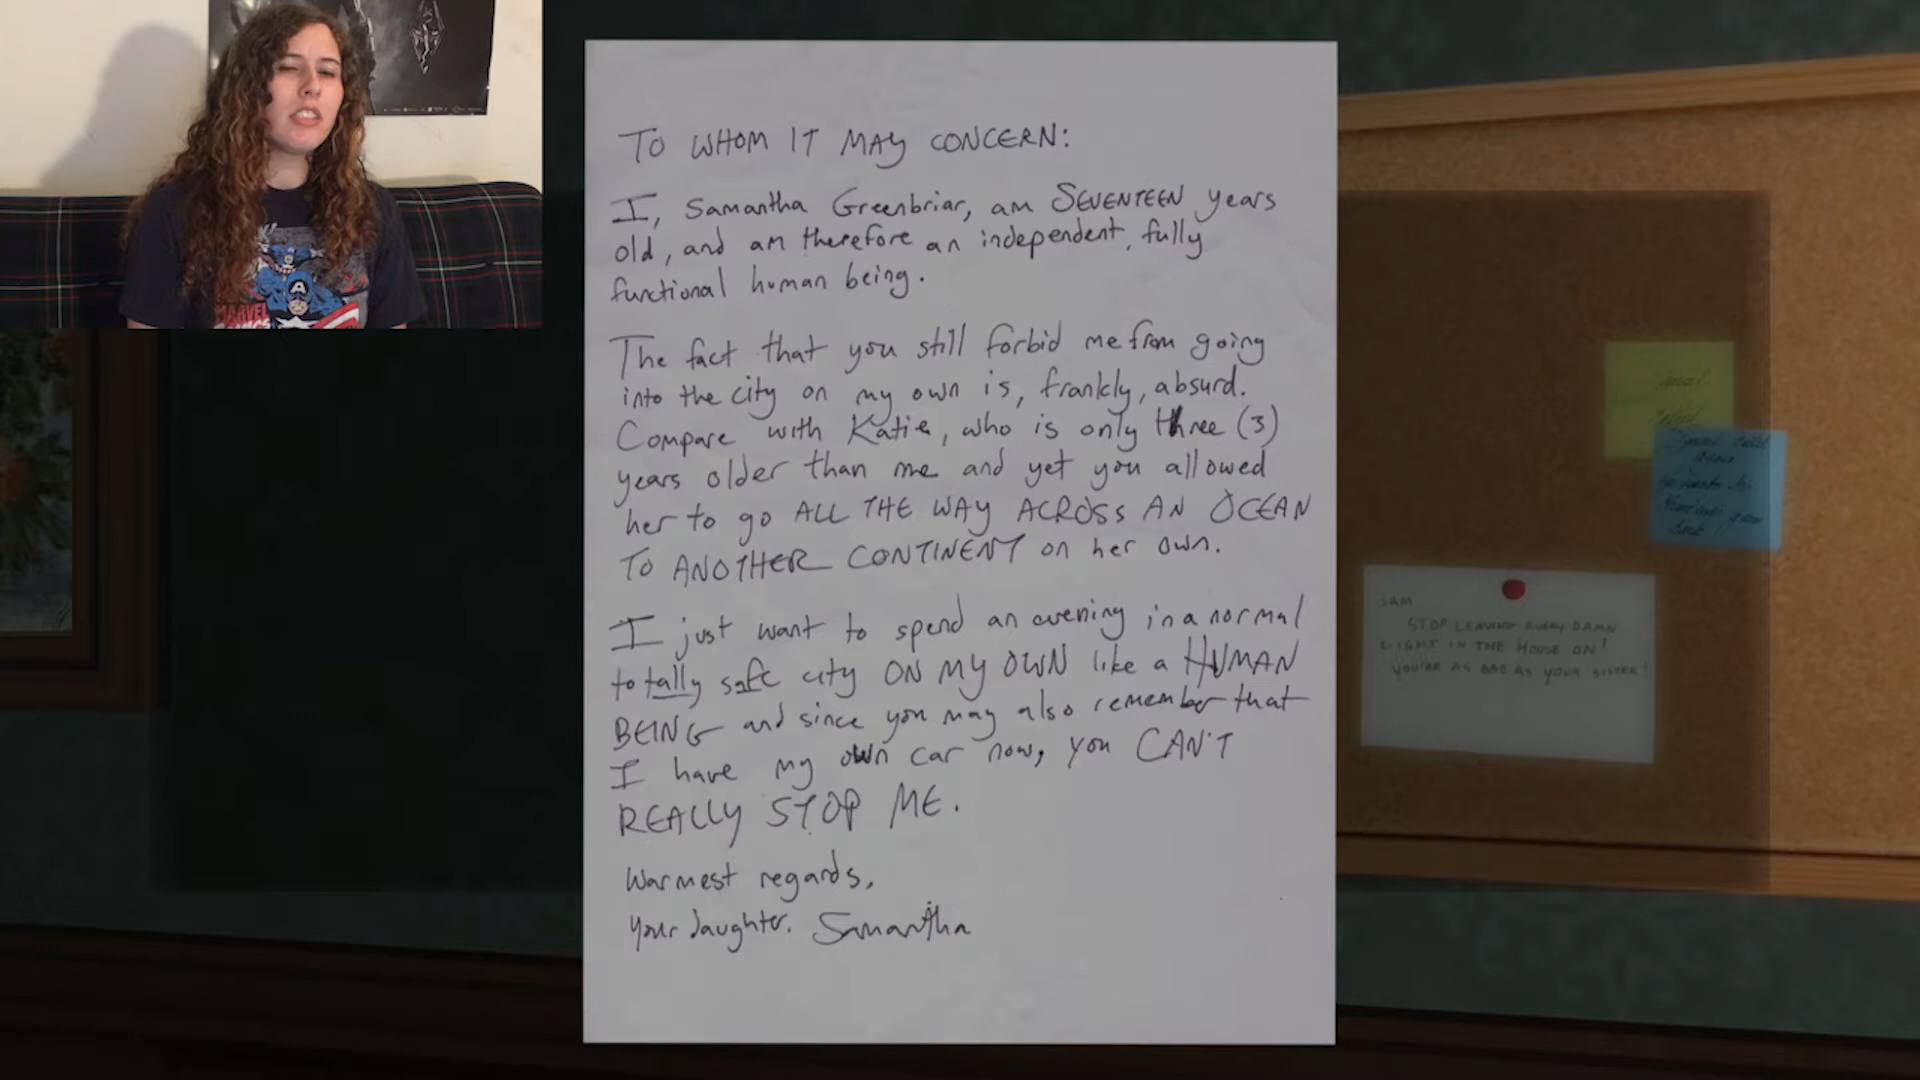 TO WHOM IT MAY CONCERN:
I, Samantha Greenbriar, am SEVENTEEN years
old, and am therefore an independent, fully
functional human being.
The fact that you still forbid me from going
into the city on my own is, frankly, absurd.
Compare with Katie, who is only three (3)
years older than me and yet you allowed
her to go ALL THE WAY ACROSS AN OCEAN
TO ANOTHER CONTINENT on her own.
I just want to spend an evening in a normal
totally safe city ON MY OWN like a HUMAN
BEING and since you may also remember that
I have my own car now, you CAN'T
REALLY STOP ME.
Warmest regards,
Your daughter. Samantha
SAM
STOP LEAVING EVERY DAMN
LIGHT IN THE HOUSE ON!
YOU'RE AS BAD AS YOUR SISTER!
A
MARVEL